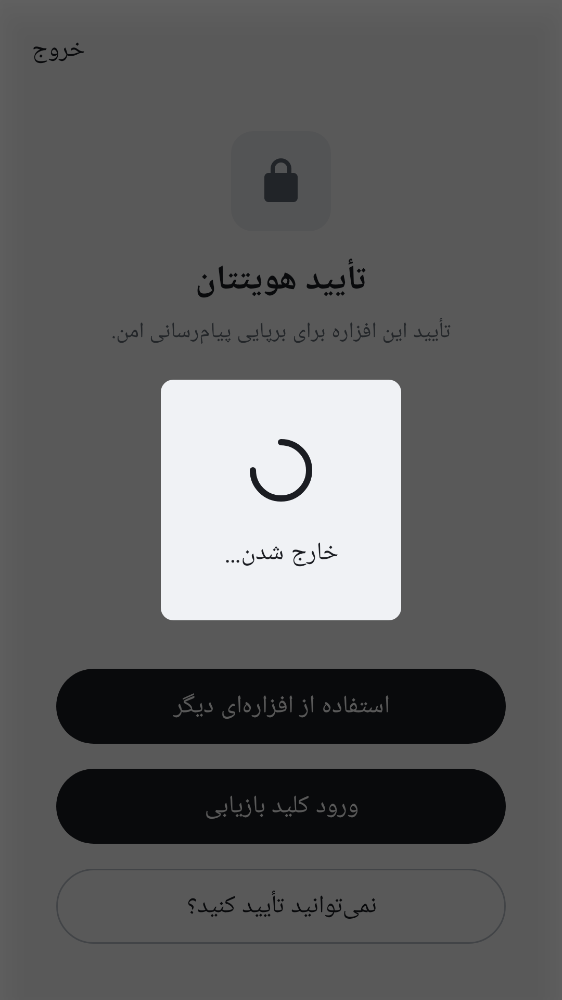 خروج
تأیید هویتتان
تأیید این افزاره برای برپایی پیام‌رسانی امن.
خارج شدن…
استفاده از افزاره‌ای دیگر
ورود کلید بازیابی
نمی‌توانید تأیید کنید؟